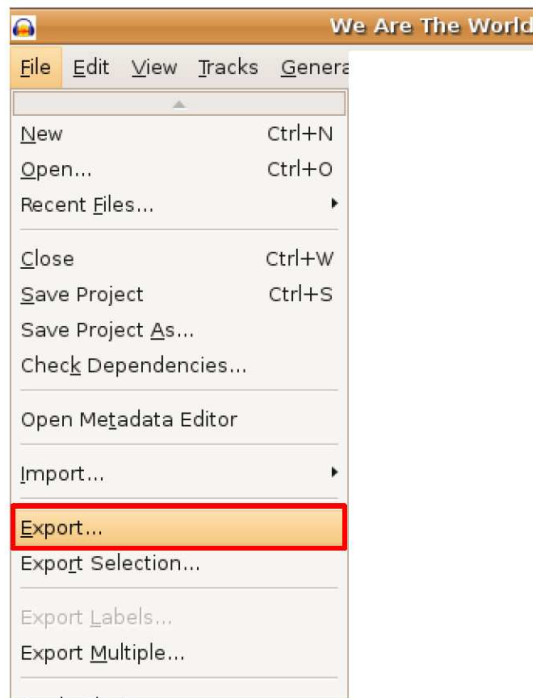 We Are The World
File Edit View Tracks Genera
New Ctrl+N
Open... Ctrl+O
Recent Files...
Close Ctrl+W
Save Project Ctrl+S
Save Project As...
Check Dependencies...
Open Metadata Editor
Import...
Export...
Export Selection...
Export Labels...
Export Multiple...